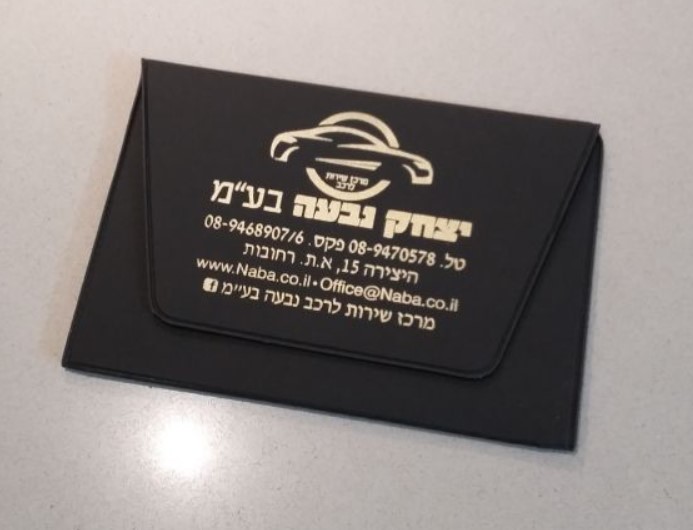 מרכז שירות
לרכב
יצחק נבעה בע"מ
טל. 08-9470578 פקס. 08-9468907/6
היצירה 15, א.ת. רחובות
www.Naba.co.il • Office@Naba.co.il
מרכז שירות לרכב נבעה בע"מ